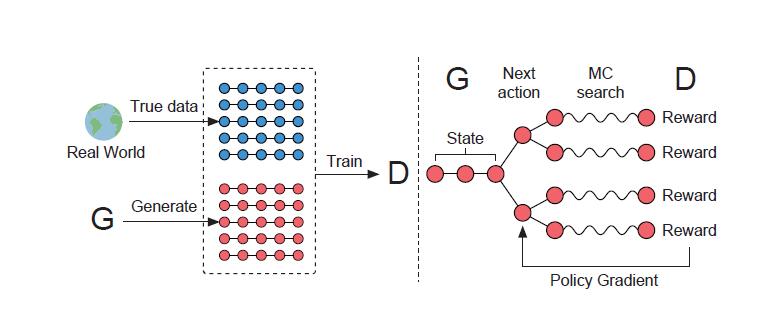 True data
Real World
G
Generate
Train
D
G
Next
action
MC
search
D
State
Reward
Reward
Reward
Reward
Policy Gradient